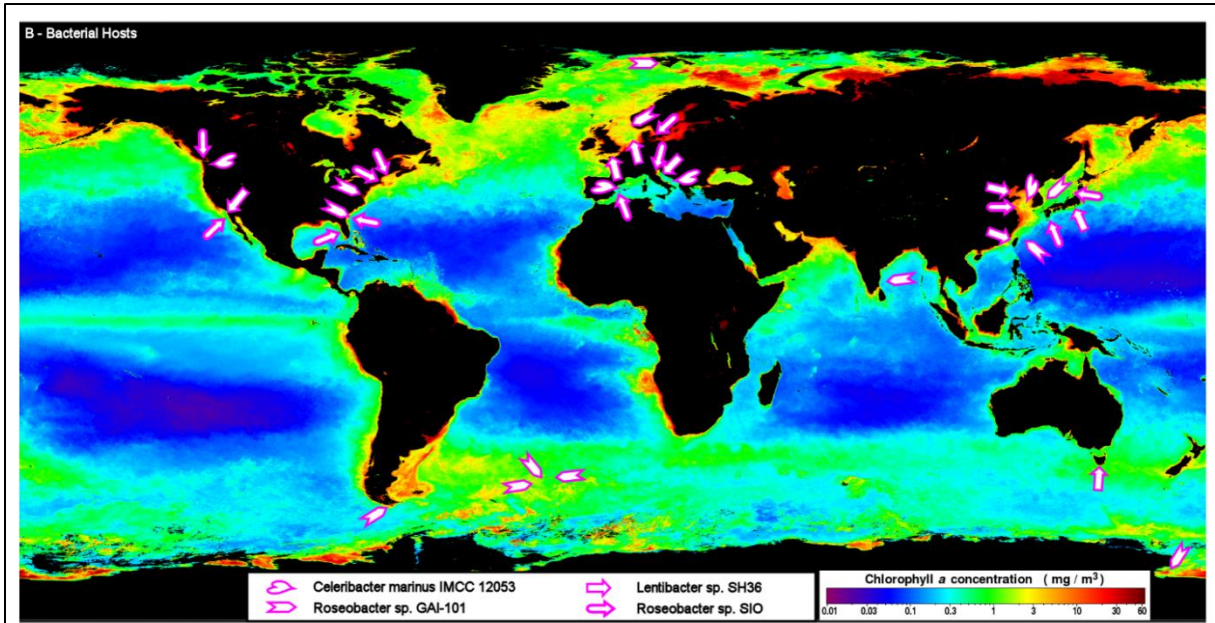 B - Bacterial Hosts
Celeribacter marinus IMCC 12053
Lentibacter sp. SH36
Roseobacter sp. GAI-101
Roseobacter sp. SIO
Chlorophyll a concentration ( mg / m³)
0.01 0.03 0.1 0.3 1 3 10 30 60